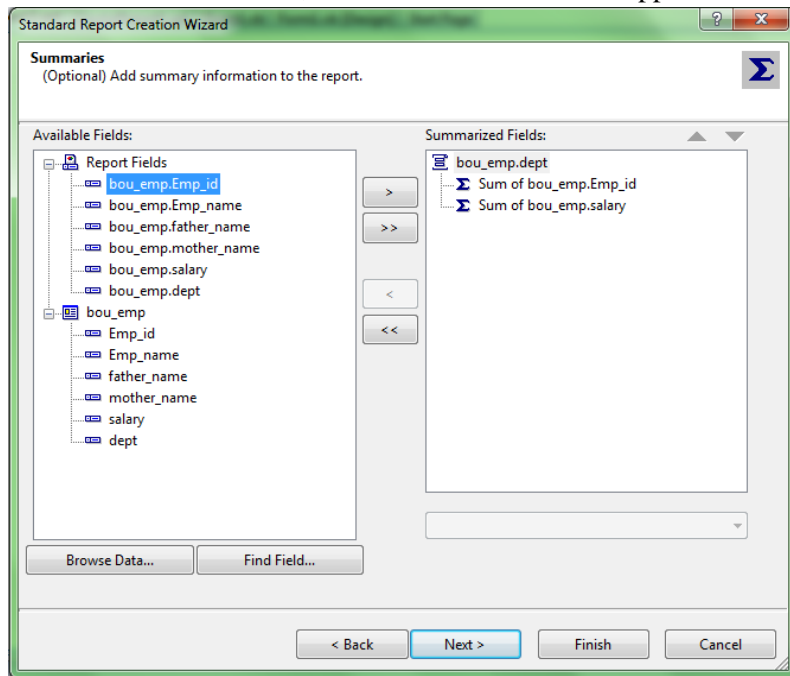 Standard Report Creation Wizard
Summaries
(Optional) Add summary information to the report.
Available Fields:
Report Fields
bou_emp.Emp_id
bou_emp.Emp_name
bou_emp.father_name
bou_emp.mother_name
bou_emp.salary
bou_emp.dept
bou_emp
Emp_id
Emp_name
father_name
mother_name
salary
dept
>
>>
<
<<
Summarized Fields:
bou_emp.dept
Σ Sum of bou_emp.Emp_id
Σ Sum of bou_emp.salary
Browse Data...
Find Field...
< Back
Next >
Finish
Cancel